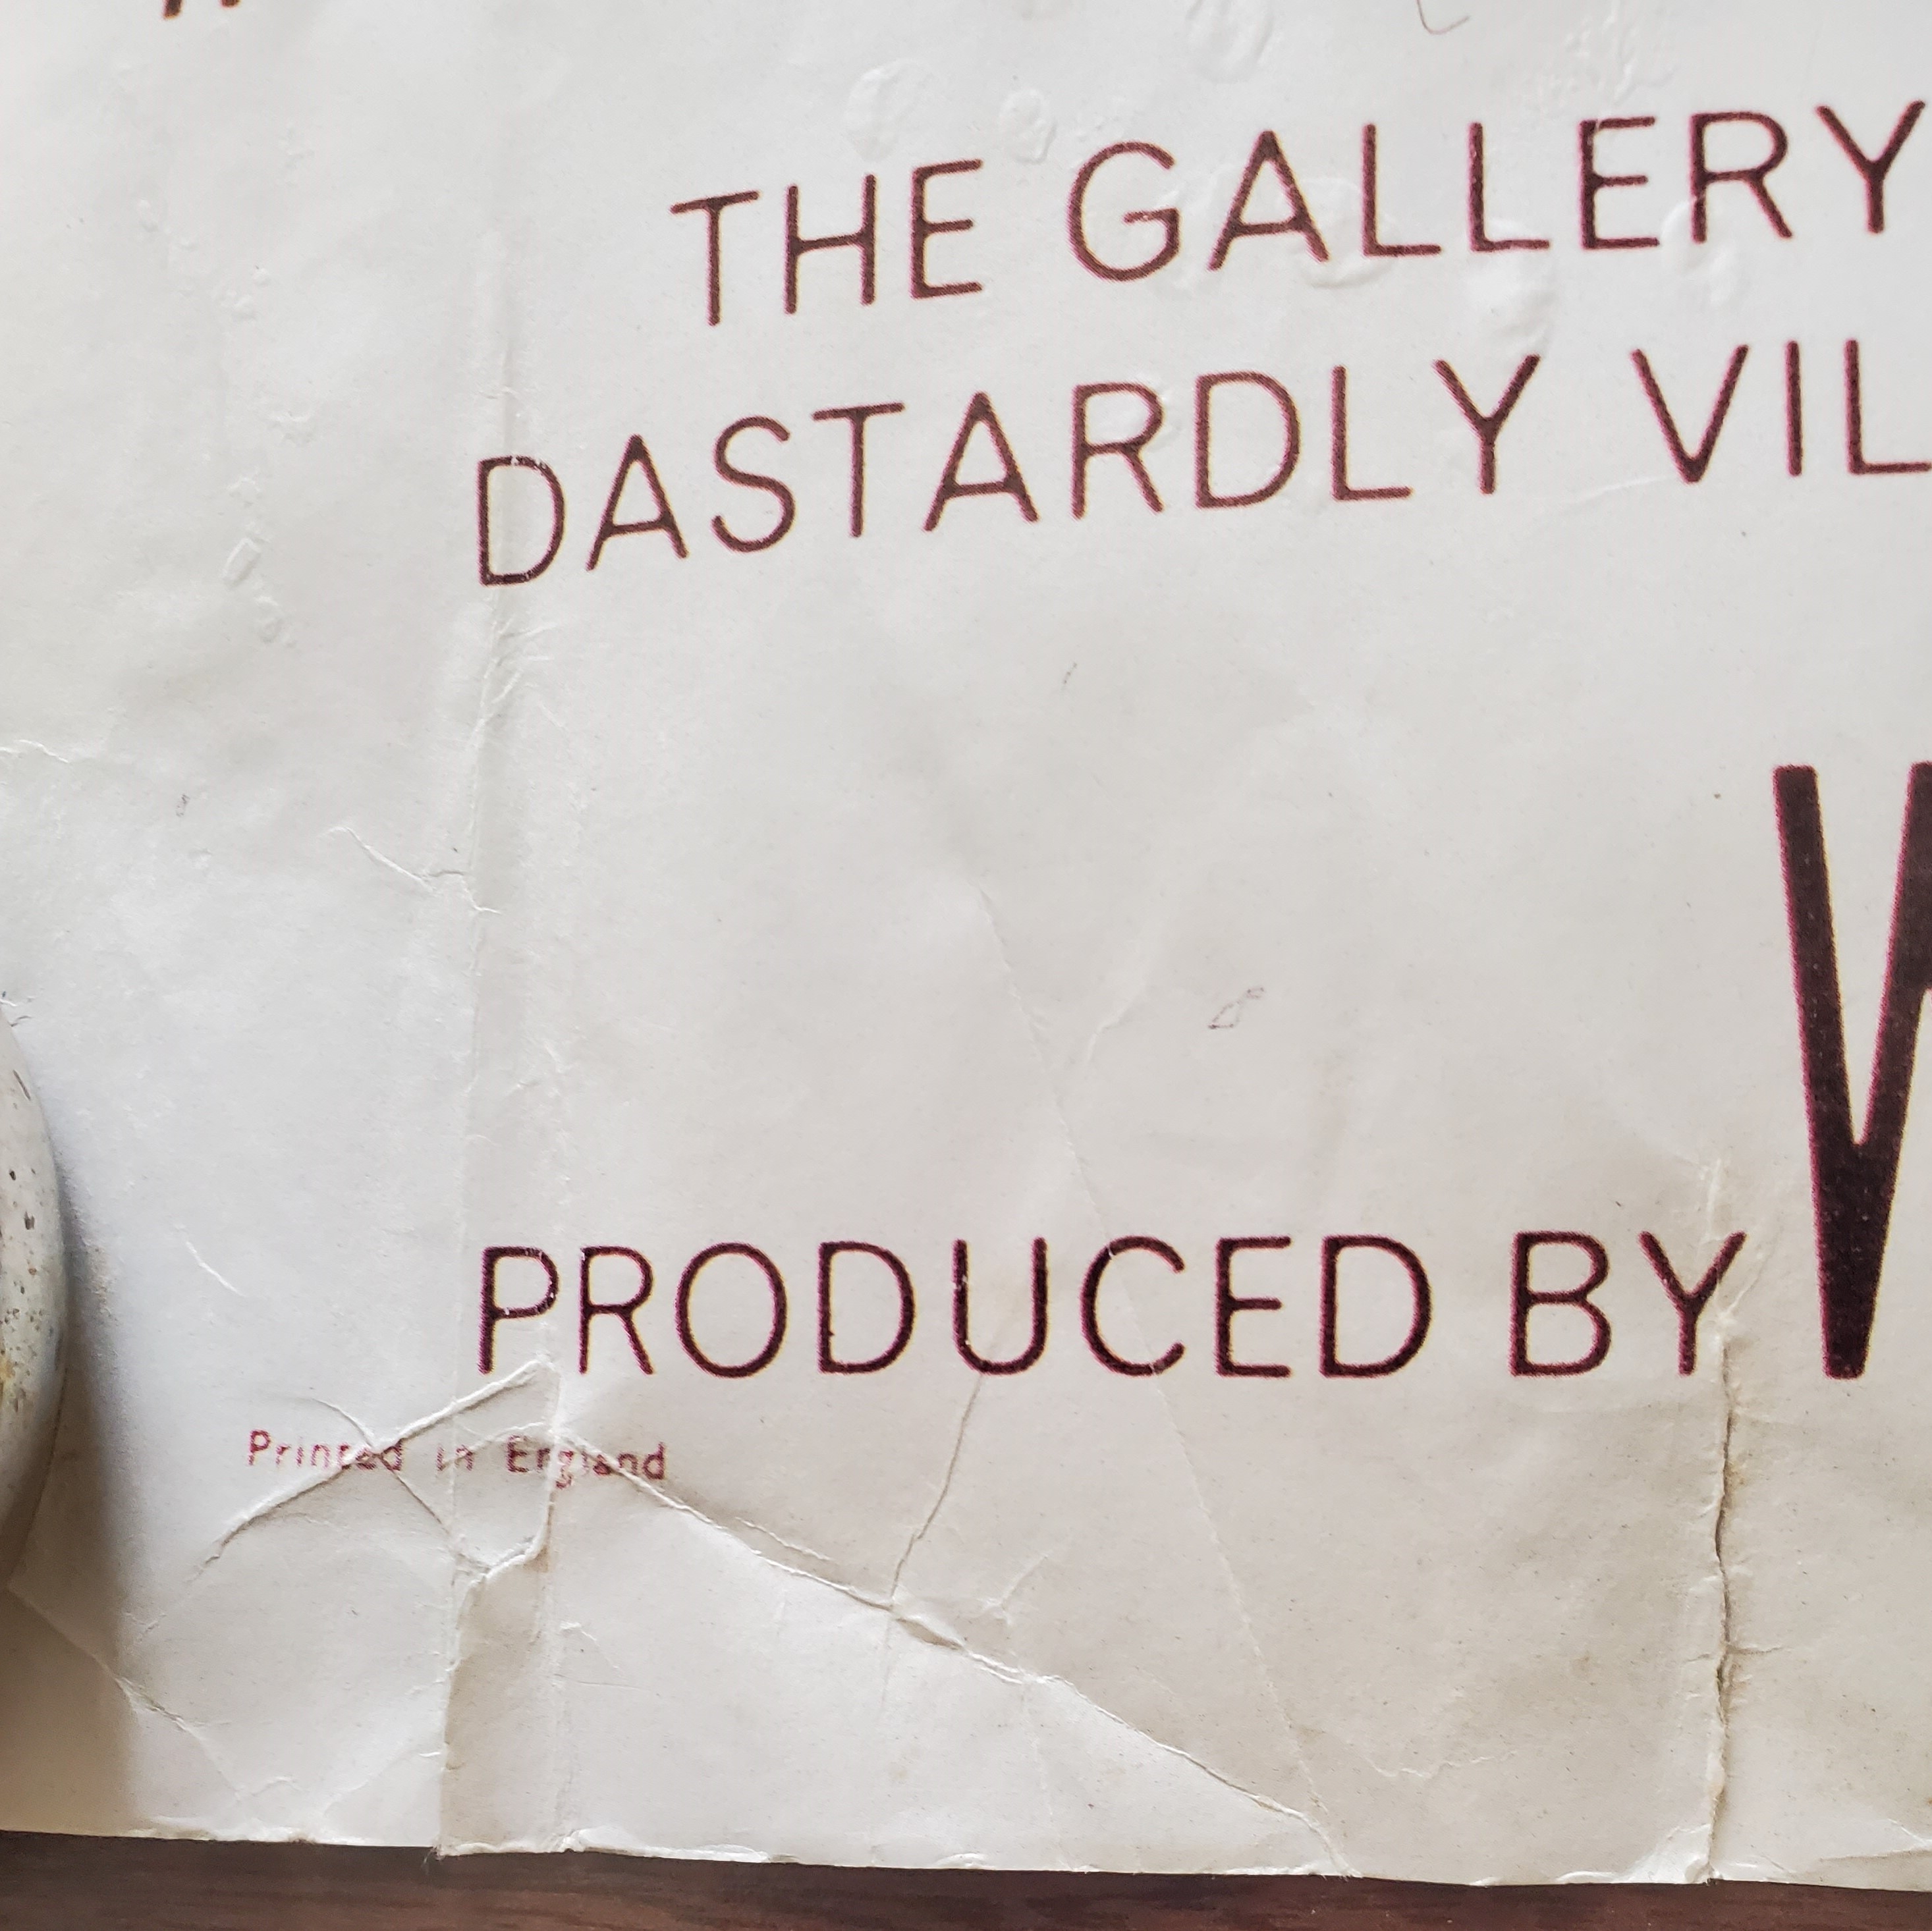 THE GALLERY
DASTARDLY VIL
PRODUCED BY
Printed in England